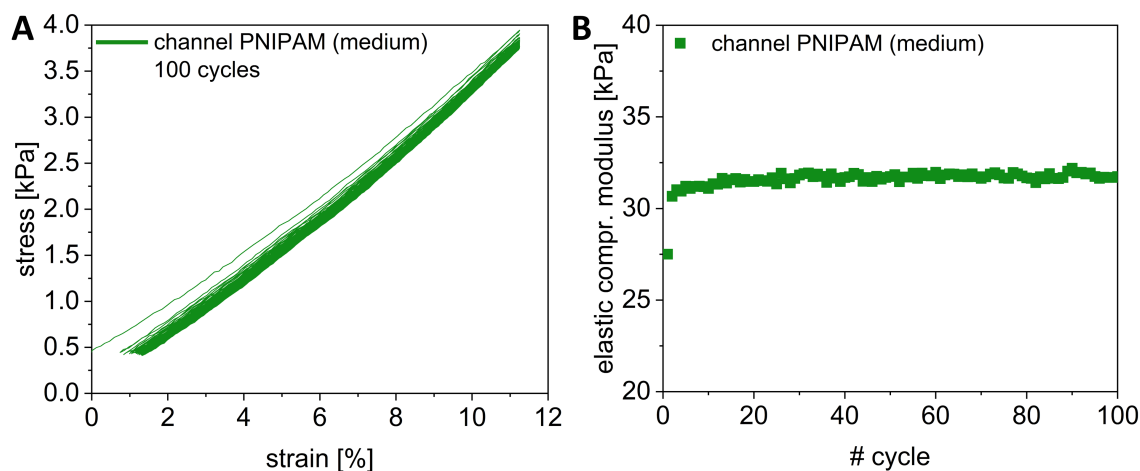 A
channel PNIPAM (medium)
100 cycles
stress [kPa]
4.0
3.5
3.0
2.5
2.0
1.5
1.0
0.5
0.0
0 2 4 6 8 10 12
strain [%]
B
channel PNIPAM (medium)
elastic compr. modulus [kPa]
40
35
30
25
20
0 20 40 60 80 100
# cycle